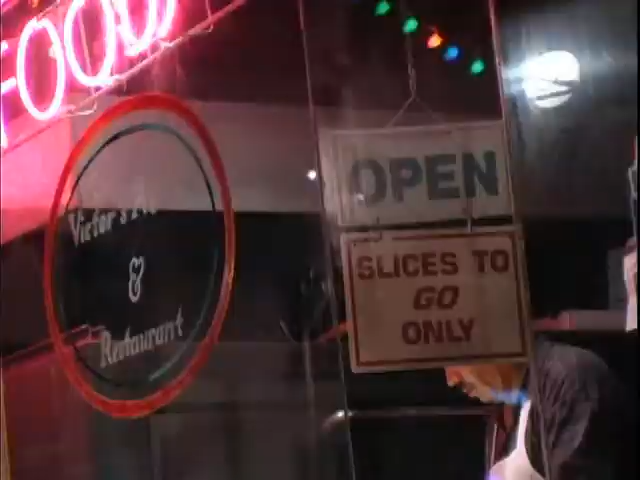 FOOD
Victor's
&
Restaurant
OPEN
SLICES TO
GO
ONLY